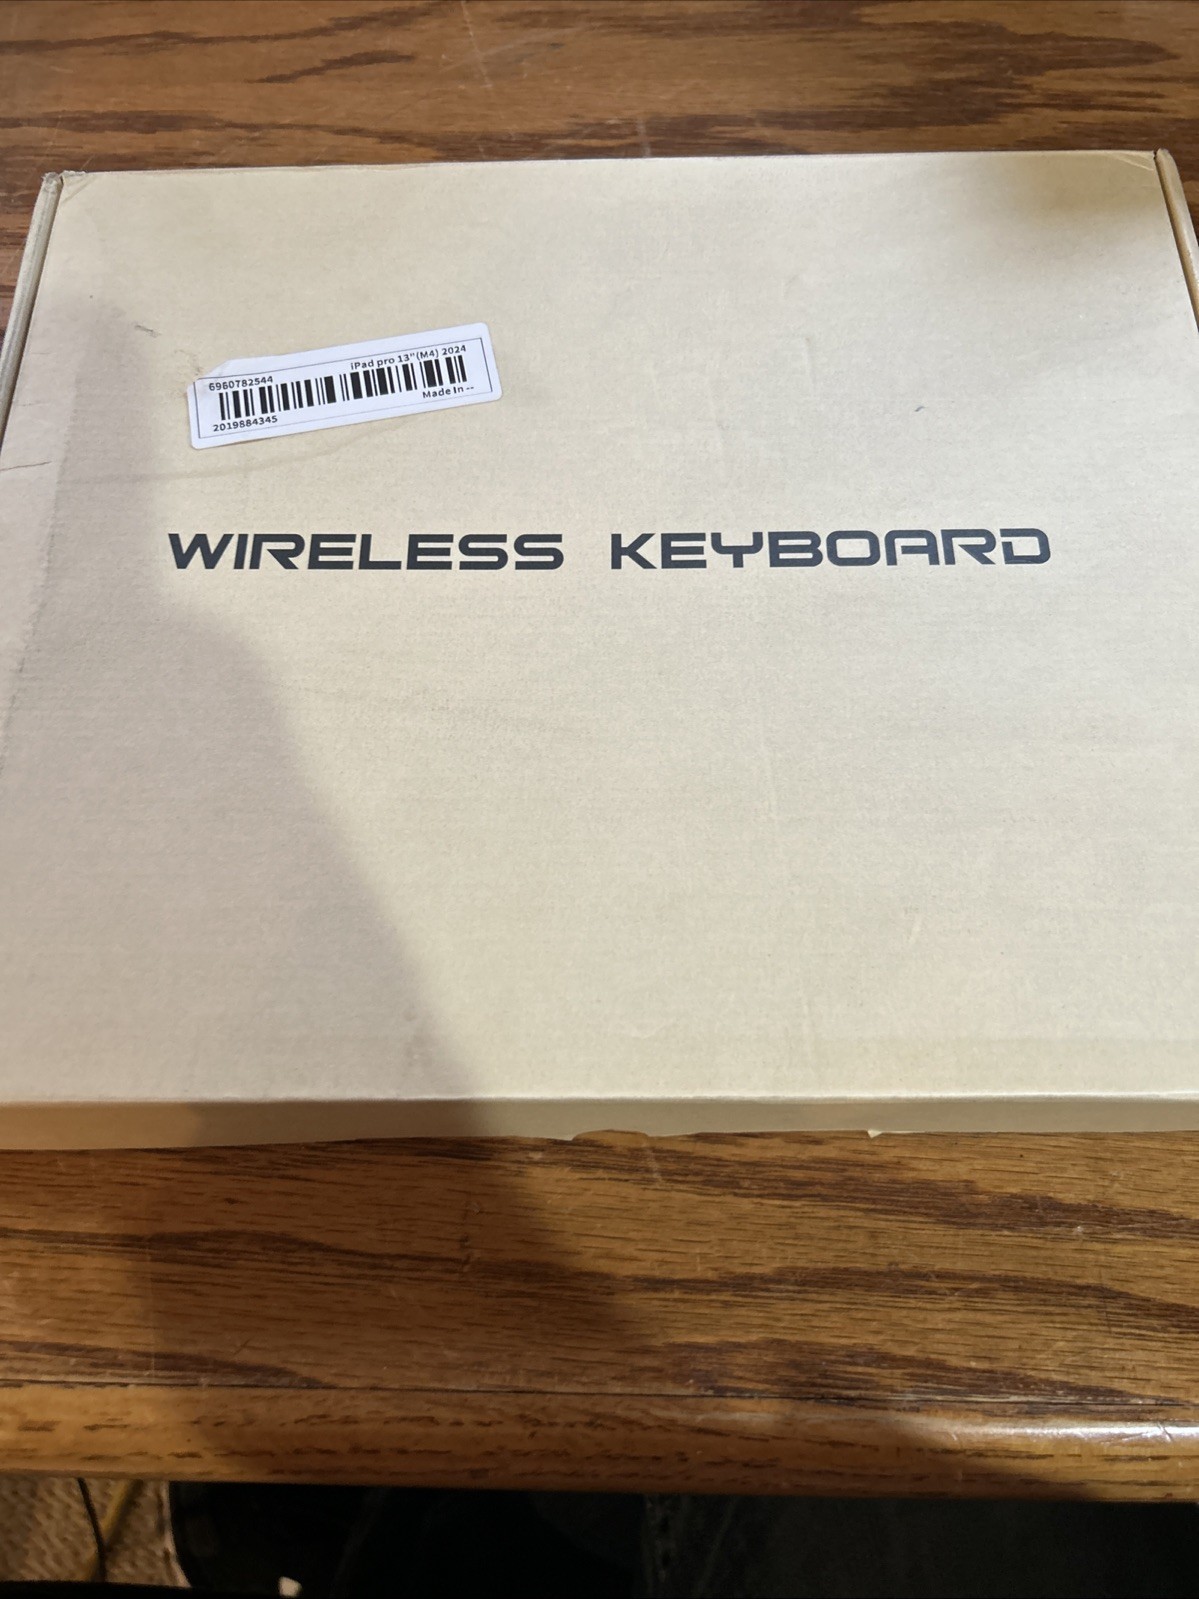 iPad pro 13"(M4) 2024
6960782544
Made In --
2019884345
WIRELESS KEYBOARD